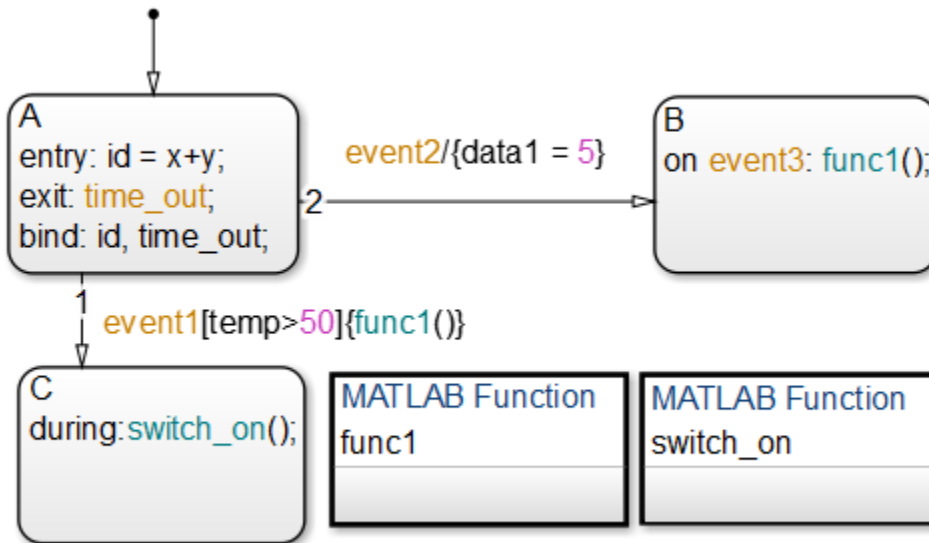 A
entry: id = x+y;
exit: time_out;
bind: id, time_out;
event2/{data1 = 5}
2
B
on event3: func1();
1
event1[temp>50]{func1()}
C
during:switch_on();
MATLAB Function
func1
MATLAB Function
switch_on